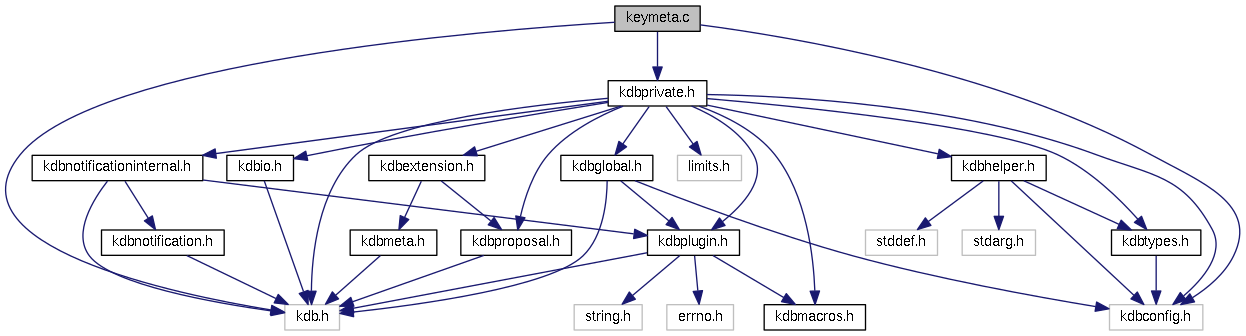 keymeta.c
kdbprivate.h
kdbnotificationinternal.h
kdbio.h
kdbextension.h
kdbglobal.h
limits.h
kdbhelper.h
kdbnotification.h
kdbmeta.h
kdbproposal.h
kdbplugin.h
stddef.h
stdarg.h
kdbtypes.h
kdb.h
string.h
errno.h
kdbmacros.h
kdbconfig.h